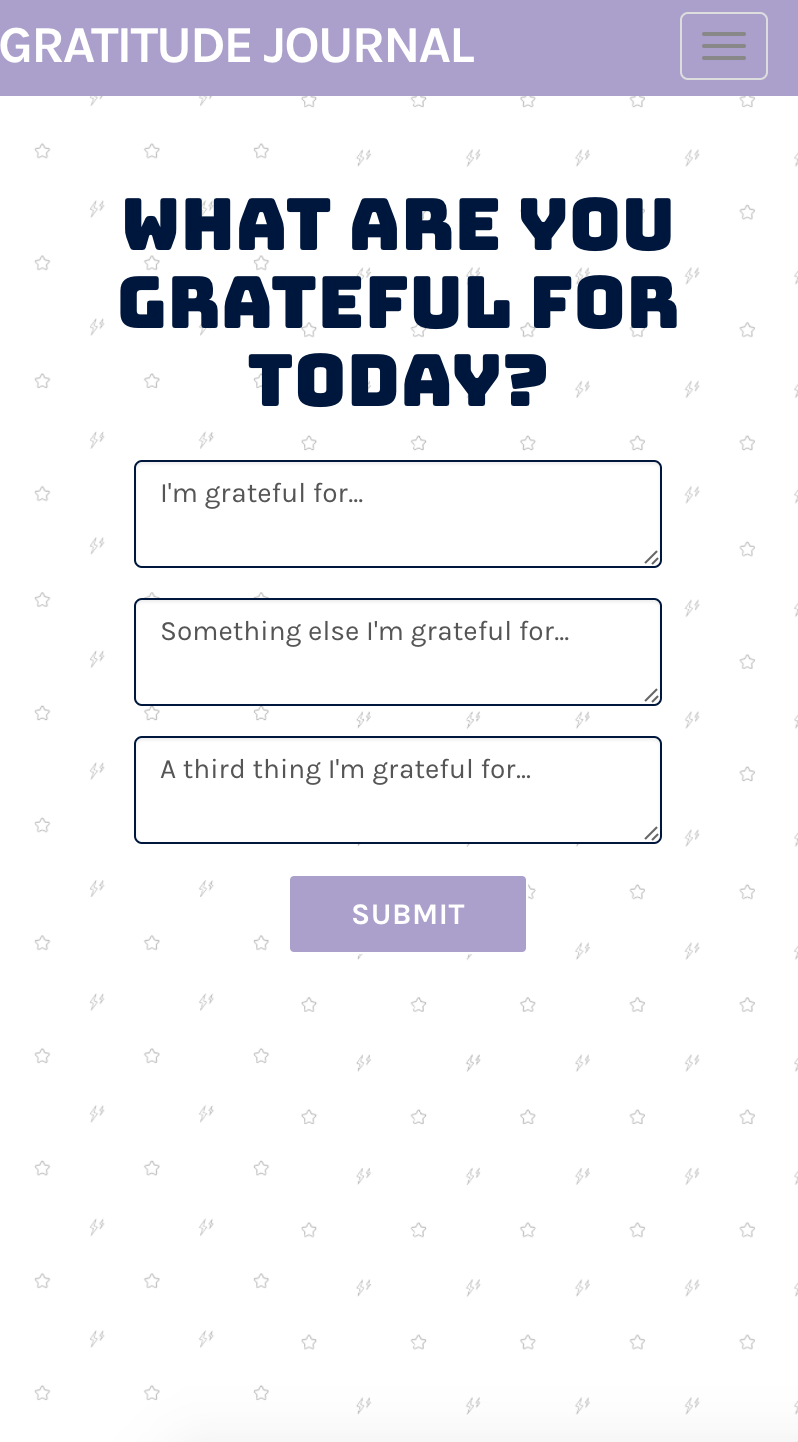 GRATITUDE JOURNAL
WHAT ARE YOU
GRATEFUL FOR
TODAY?
I'm grateful for...
Something else I'm grateful for...
A third thing I'm grateful for...
SUBMIT